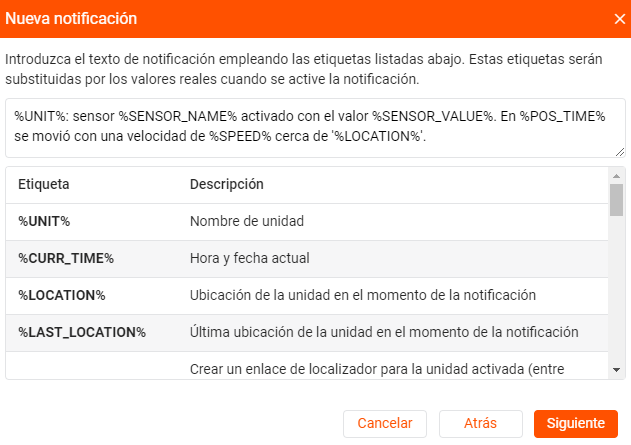 Nueva notificación
Introduzca el texto de notificación empleando las etiquetas listadas abajo. Estas etiquetas serán
substituidas por los valores reales cuando se active la notificación.
%UNIT%: sensor %SENSOR_NAME% activado con el valor %SENSOR_VALUE%. En %POS_TIME%
se movió con una velocidad de %SPEED% cerca de '%LOCATION%'.
Etiqueta Descripción
%UNIT% Nombre de unidad
%CURR_TIME% Hora y fecha actual
%LOCATION% Ubicación de la unidad en el momento de la notificación
%LAST_LOCATION% Última ubicación de la unidad en el momento de la notificación
Crear un enlace de localizador para la unidad activada (entre
Cancelar Atrás Siguiente